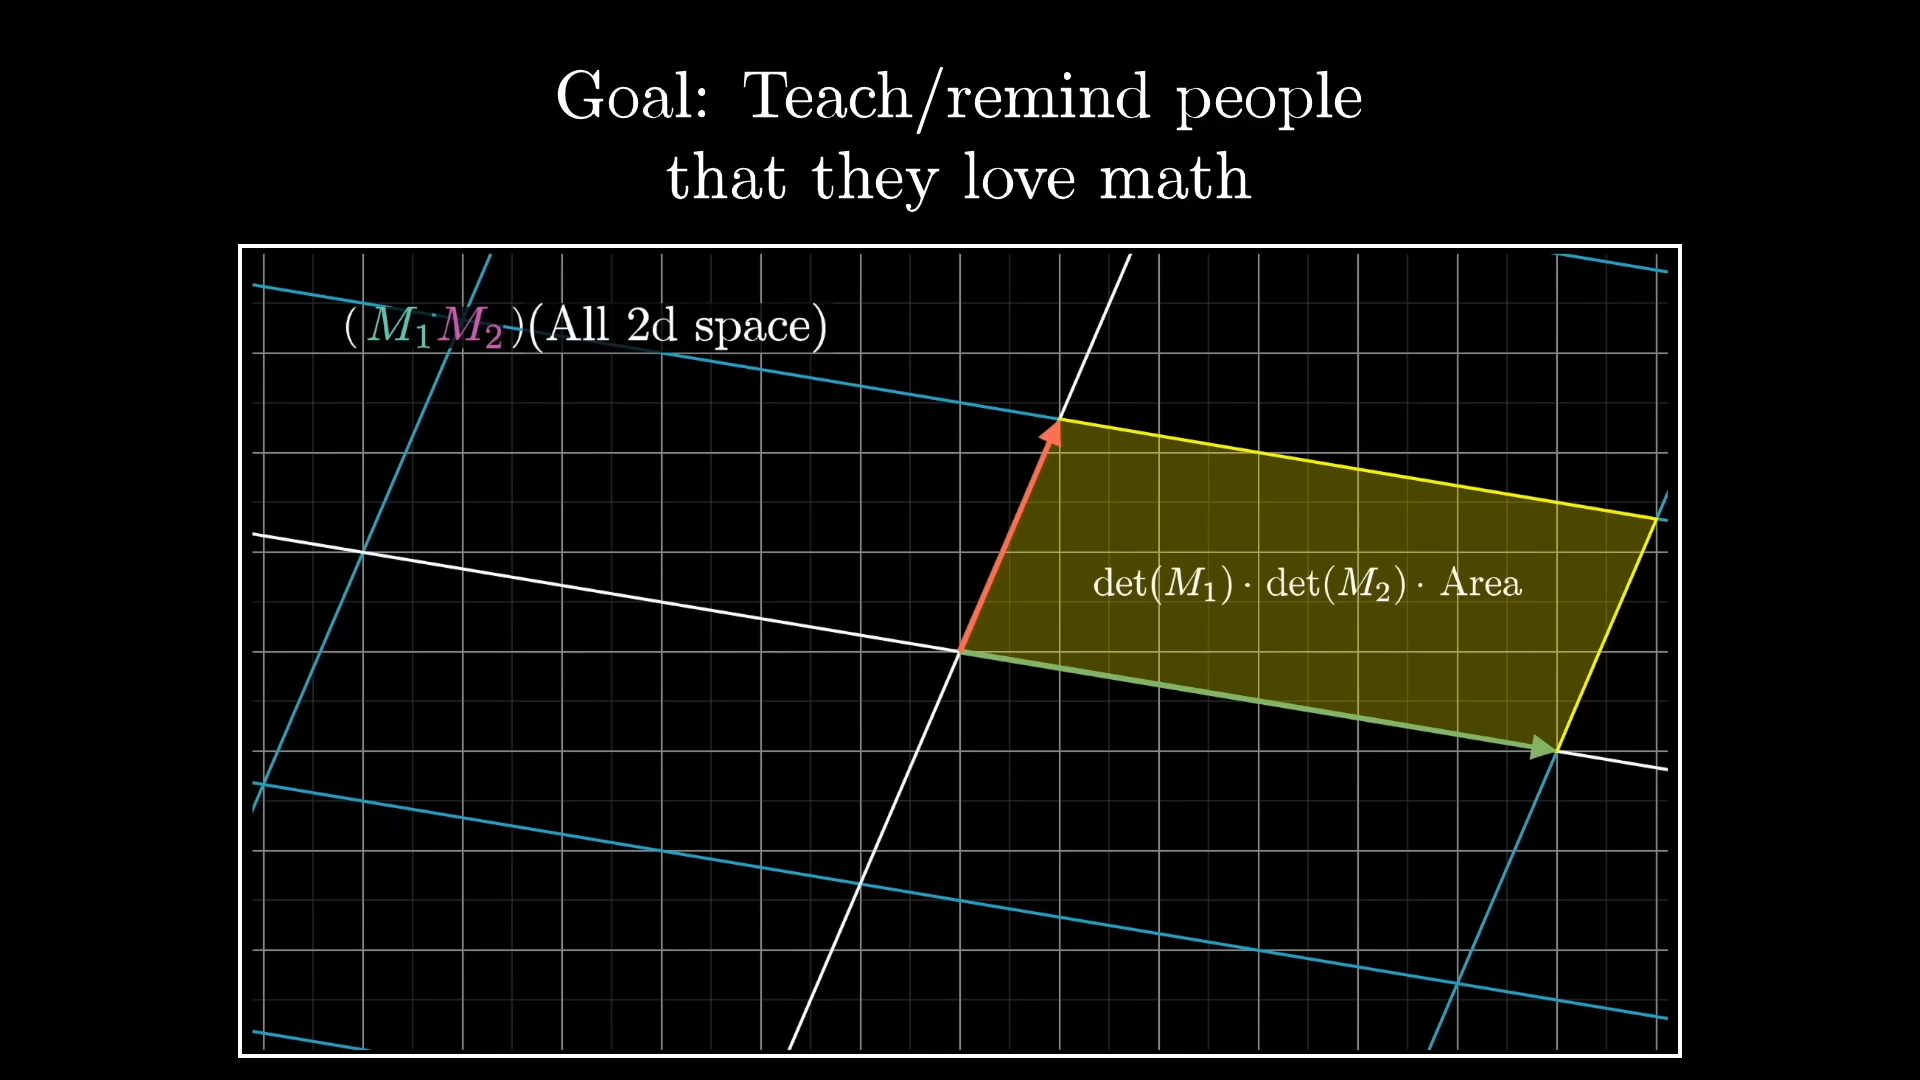 Goal: Teach/remind people
that they love math
(M₁M₂)(All 2d space)
det(M₁) · det(M₂) · Area